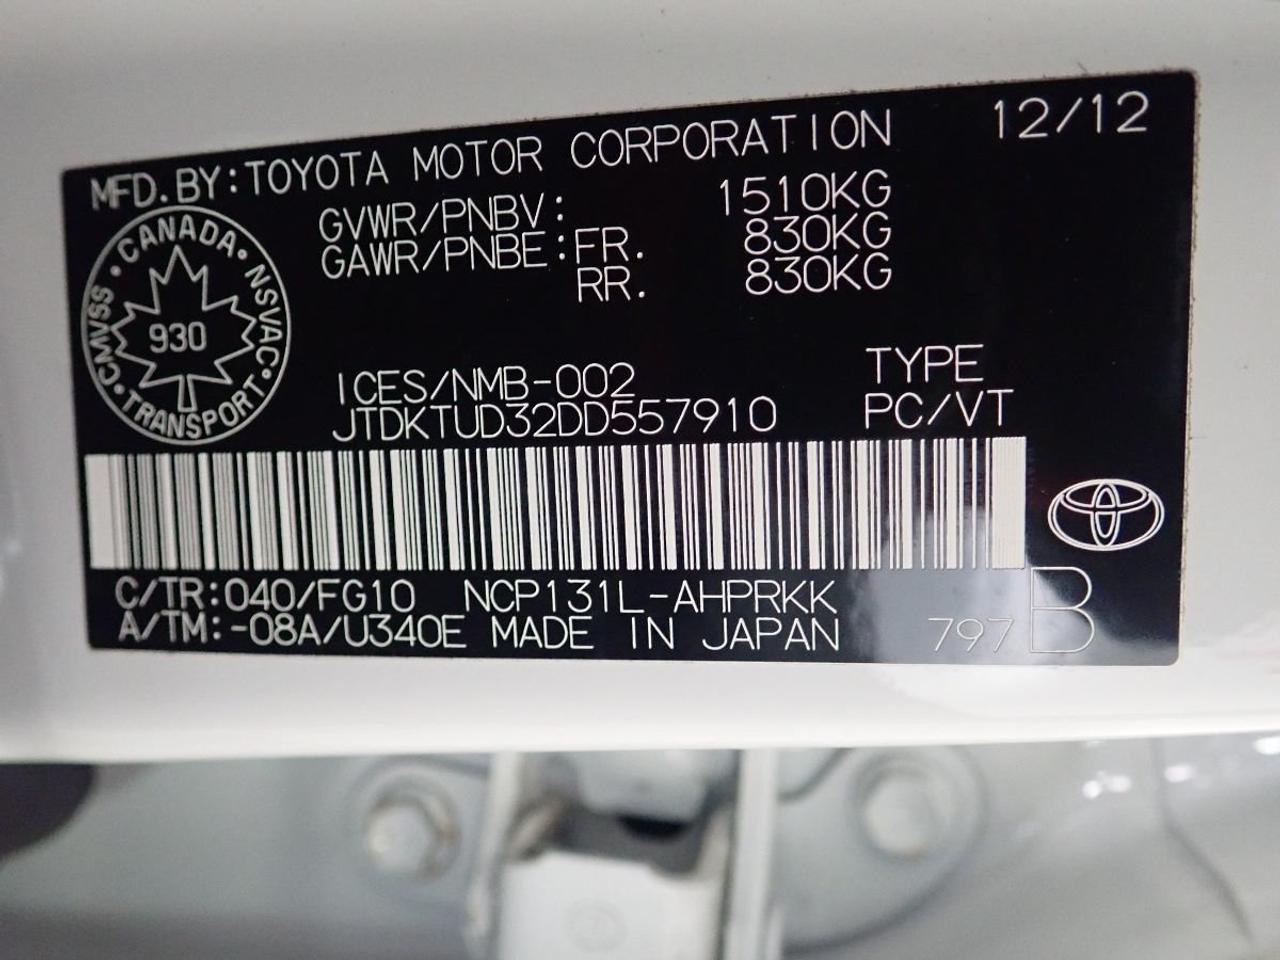 MFD. BY: TOYOTA MOTOR CORPORATION 12/12
GVWR/PNBV: 1510KG
GAWR/PNBE: FR. 830KG
RR. 830KG
CANADA • NSVAC • TRANSPORT • CMVSS •
930
ICES/NMB-002 TYPE
JTDKTUD32DD557910 PC/VT
C/TR: 040/FG10 NCP131L-AHPRKK
A/TM: -08A/U340E MADE IN JAPAN 797 B